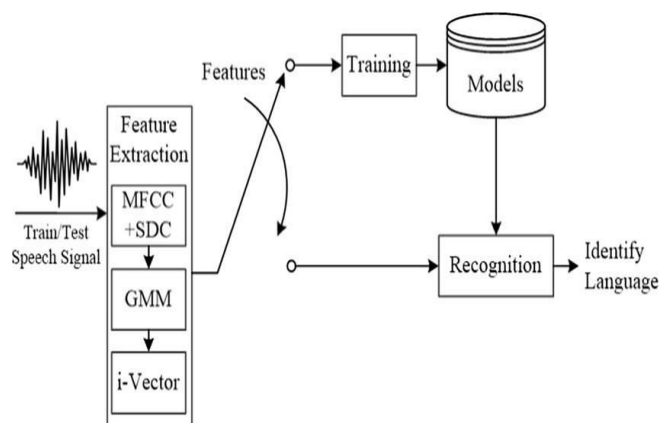 Features
Training
Models
Feature
Extraction
MFCC
+SDC
Train/Test
Speech Signal
GMM
i-Vector
Recognition
Identify
Language